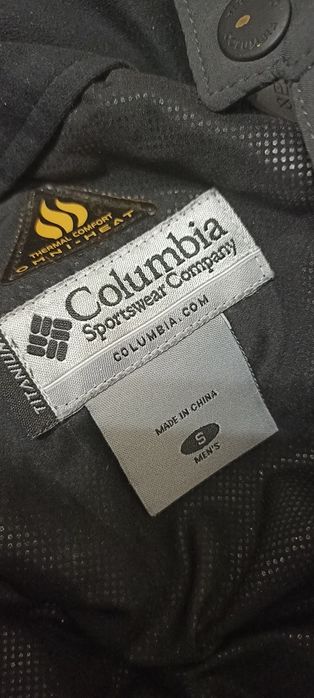 THERMAL COMFORT
OMNI-HEAT
Columbia
Sportswear Company
COLUMBIA.COM
TITANIUM
MADE IN CHINA
S
MEN'S